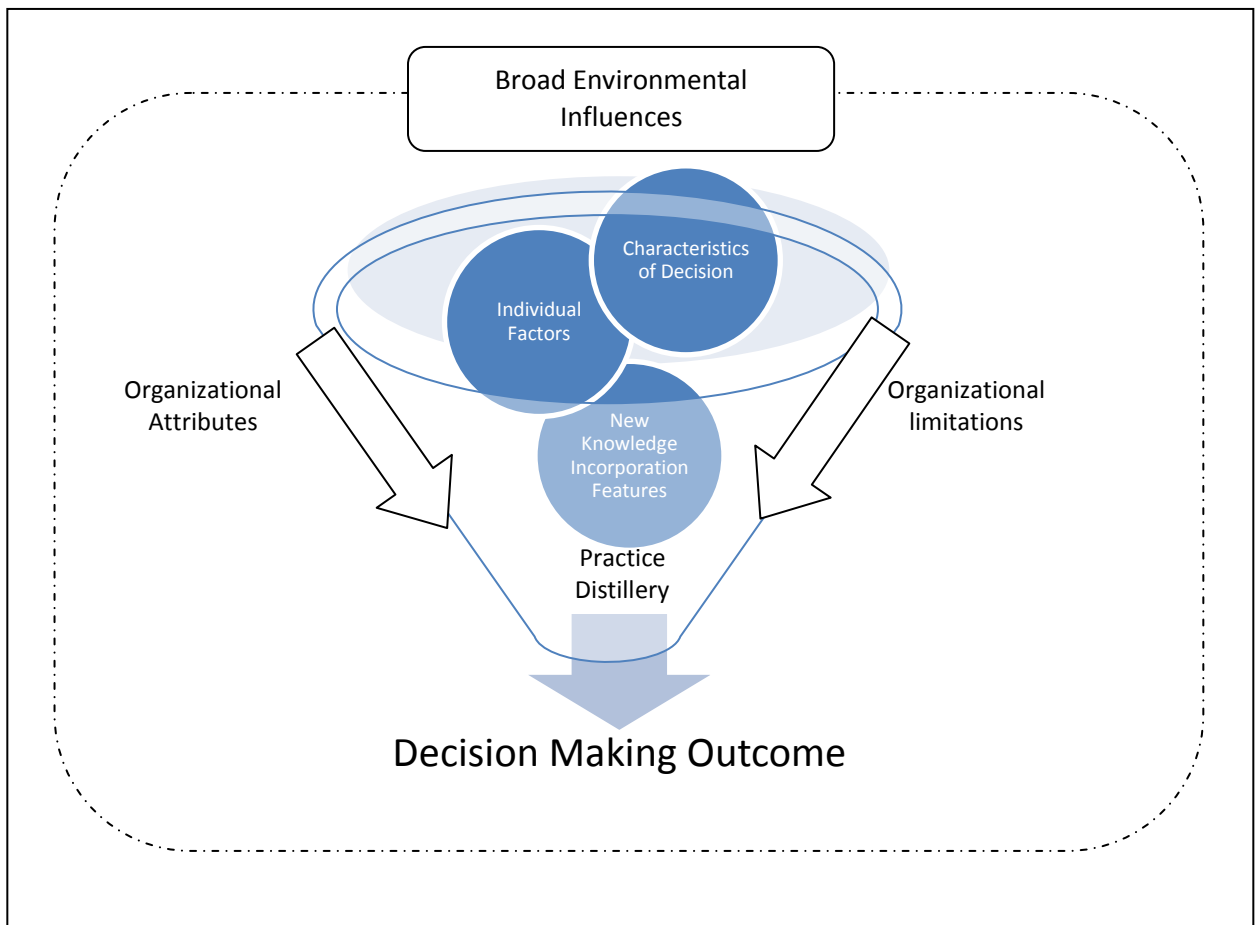 Broad Environmental
Influences
Characteristics
of Decision
Individual
Factors
Organizational
Attributes
Organizational
limitations
New
Knowledge
Incorporation
Features
Practice
Distillery
Decision Making Outcome